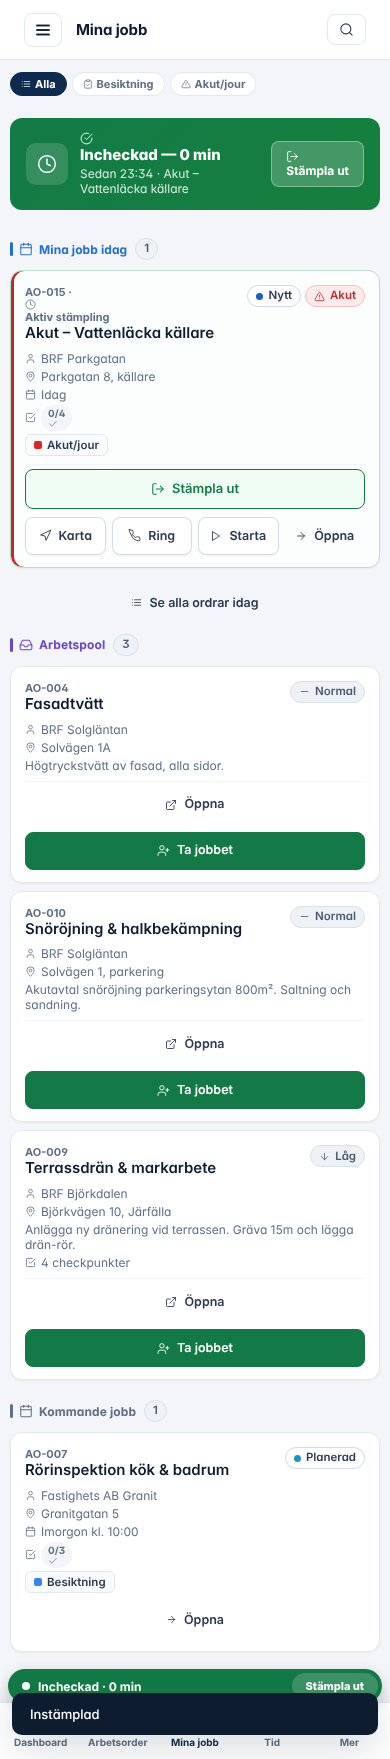 Mina jobb
Alla
Besiktning
Akut/jour
Incheckad — 0 min
Sedan 23:34 · Akut –
Vattenläcka källare
Stämpla ut
Mina jobb idag 1
AO-015 ·
Aktiv stämpling
Nytt
Akut
Akut – Vattenläcka källare
BRF Parkgatan
Parkgatan 8, källare
Idag
0/4
Akut/jour
Stämpla ut
Karta
Ring
Starta
Öppna
Se alla ordrar idag
Arbetspool 3
AO-004
Normal
Fasadtvätt
BRF Solgläntan
Solvägen 1A
Högtryckstvätt av fasad, alla sidor.
Öppna
Ta jobbet
AO-010
Normal
Snöröjning & halkbekämpning
BRF Solgläntan
Solvägen 1, parkering
Akutavtal snöröjning parkeringsytan 800m². Saltning och
sandning.
Öppna
Ta jobbet
AO-009
Låg
Terrassdrän & markarbete
BRF Björkdalen
Björkvägen 10, Järfälla
Anlägga ny dränering vid terrassen. Gräva 15m och lägga
drän-rör.
4 checkpunkter
Öppna
Ta jobbet
Kommande jobb 1
AO-007
Planerad
Rörinspektion kök & badrum
Fastighets AB Granit
Granitgatan 5
Imorgon kl. 10:00
0/3
Besiktning
Öppna
Incheckad · 0 min
Stämpla ut
Instämplad
Dashboard
Arbetsorder
Mina jobb
Tid
Mer